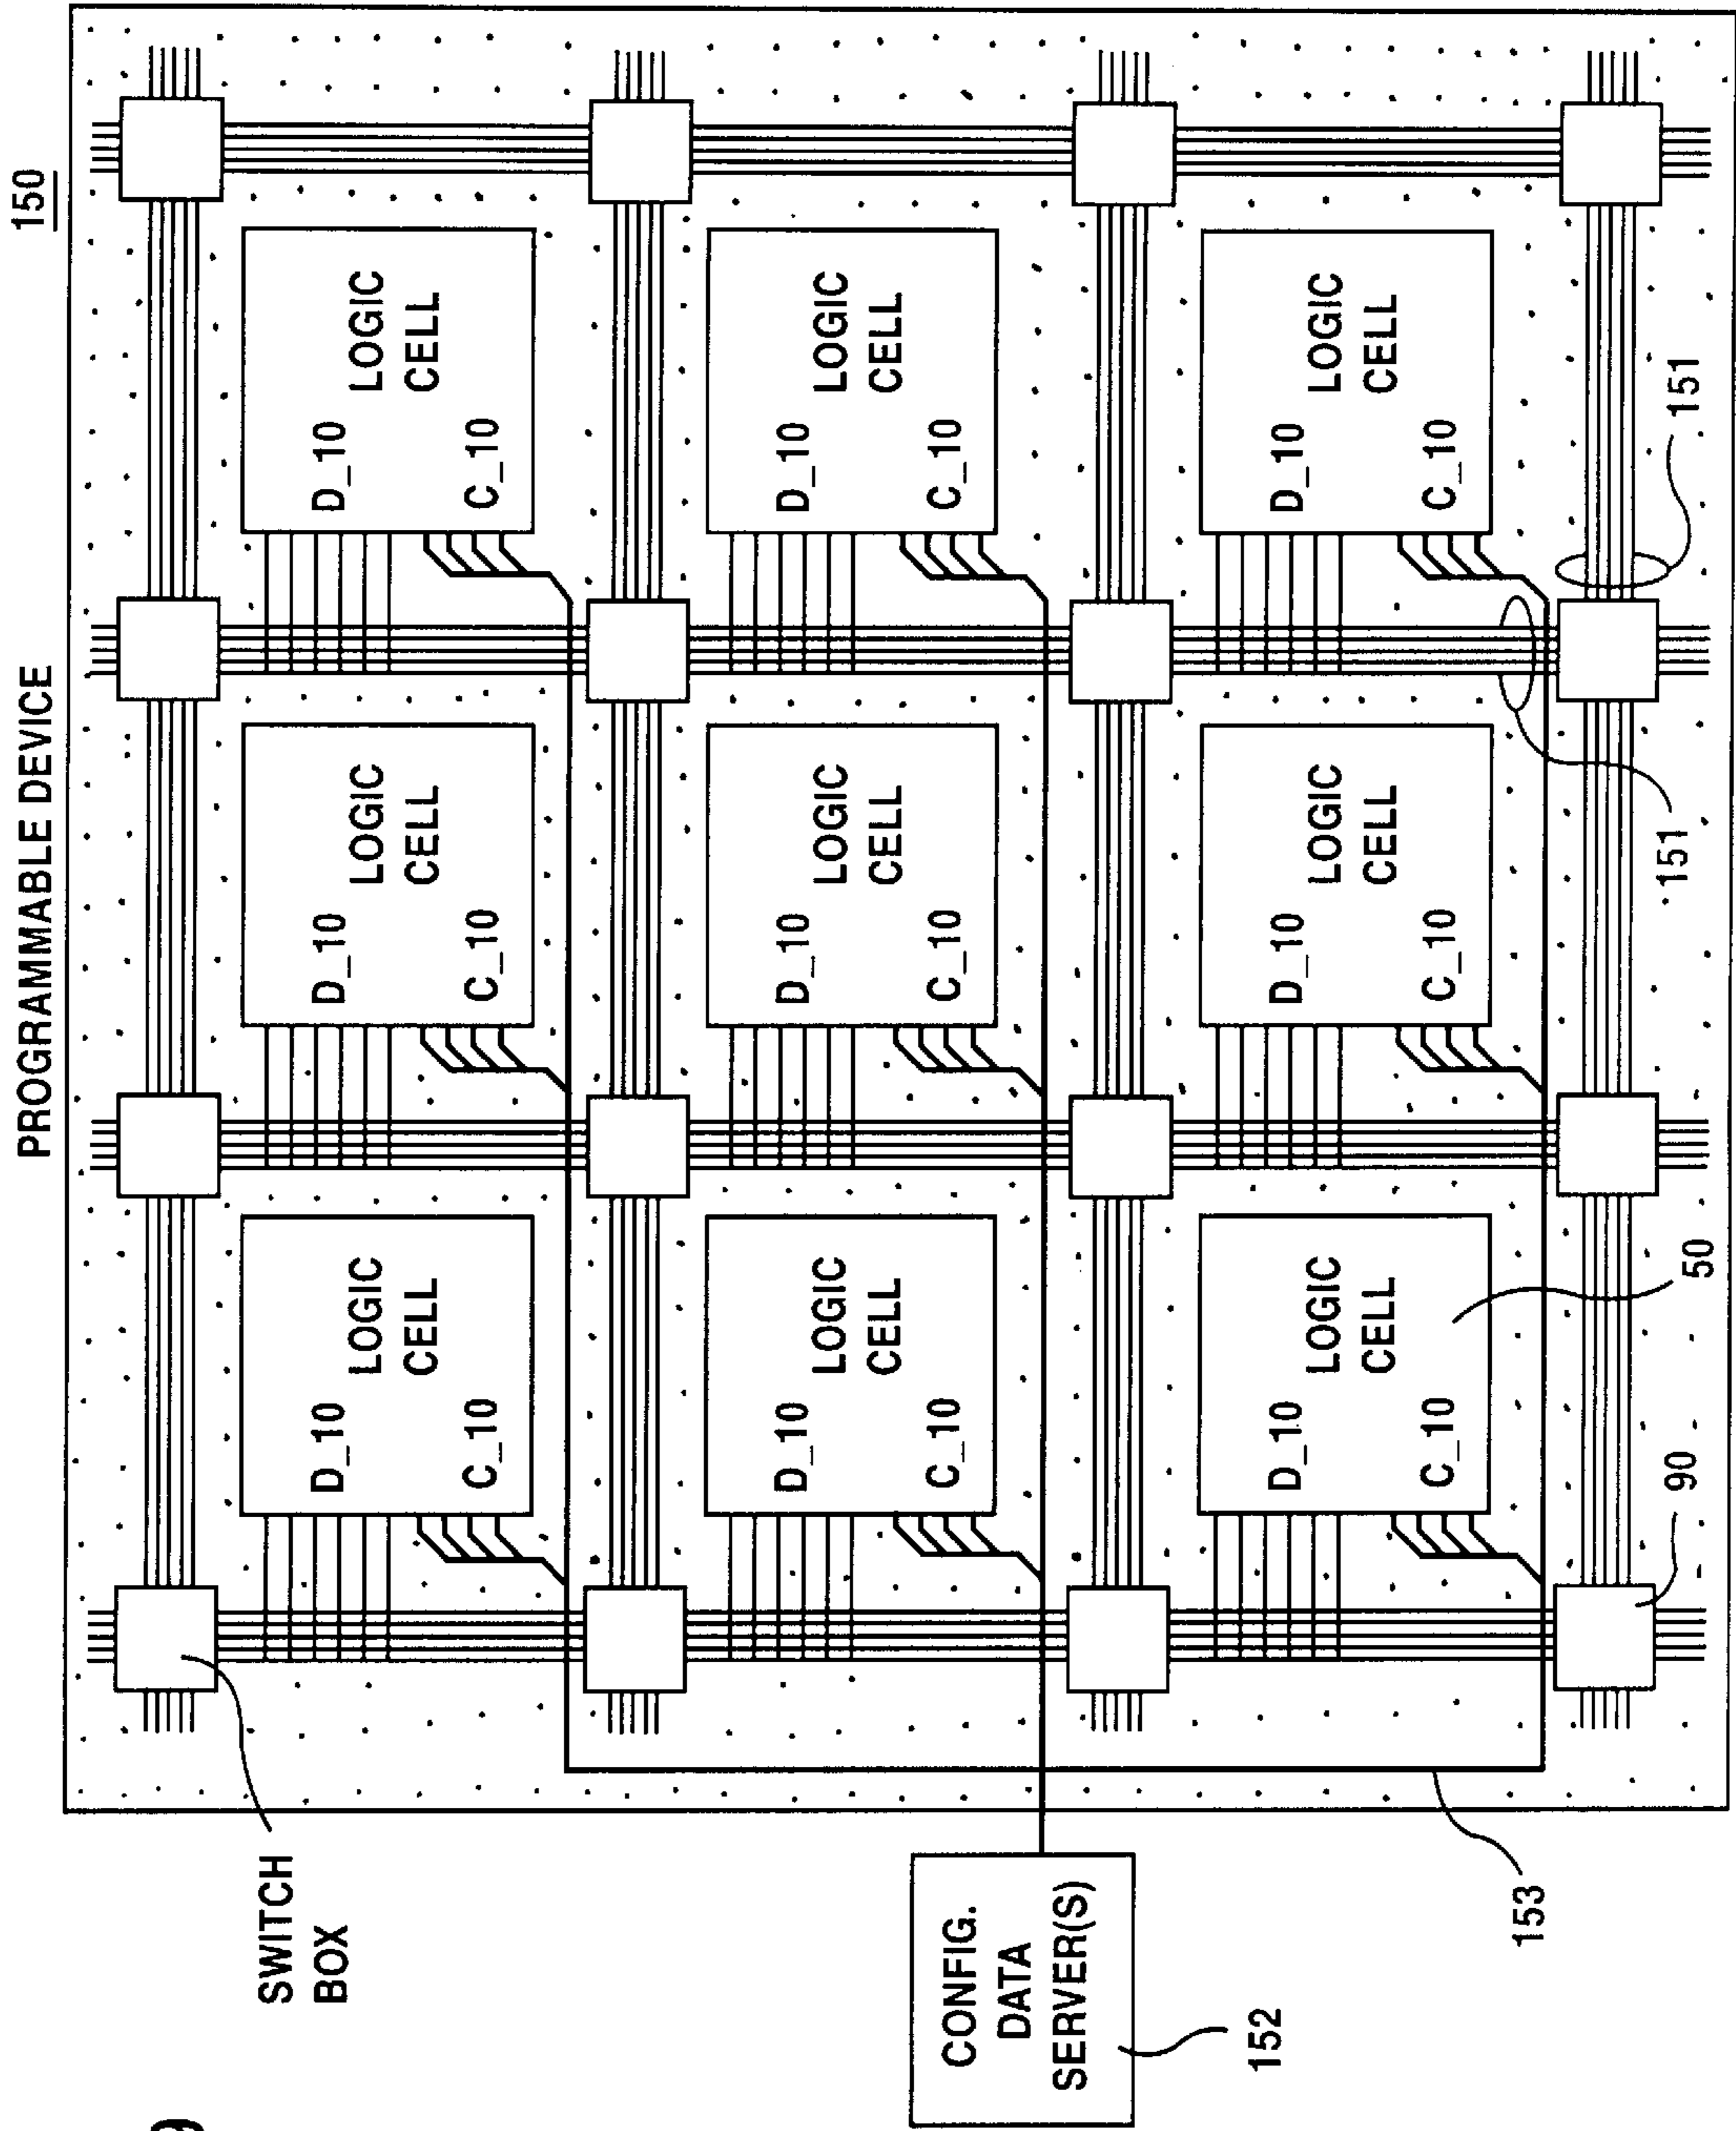 PROGRAMMABLE DEVICE
150
SWITCH
BOX
LOGIC
CELL
D_10
C_10
LOGIC
CELL
D_10
C_10
LOGIC
CELL
D_10
C_10
CONFIG.
DATA
SERVER(S)
152
LOGIC
CELL
D_10
C_10
LOGIC
CELL
D_10
C_10
LOGIC
CELL
D_10
C_10
LOGIC
CELL
D_10
C_10
LOGIC
CELL
D_10
C_10
LOGIC
CELL
D_10
C_10
153
90
50
151
151